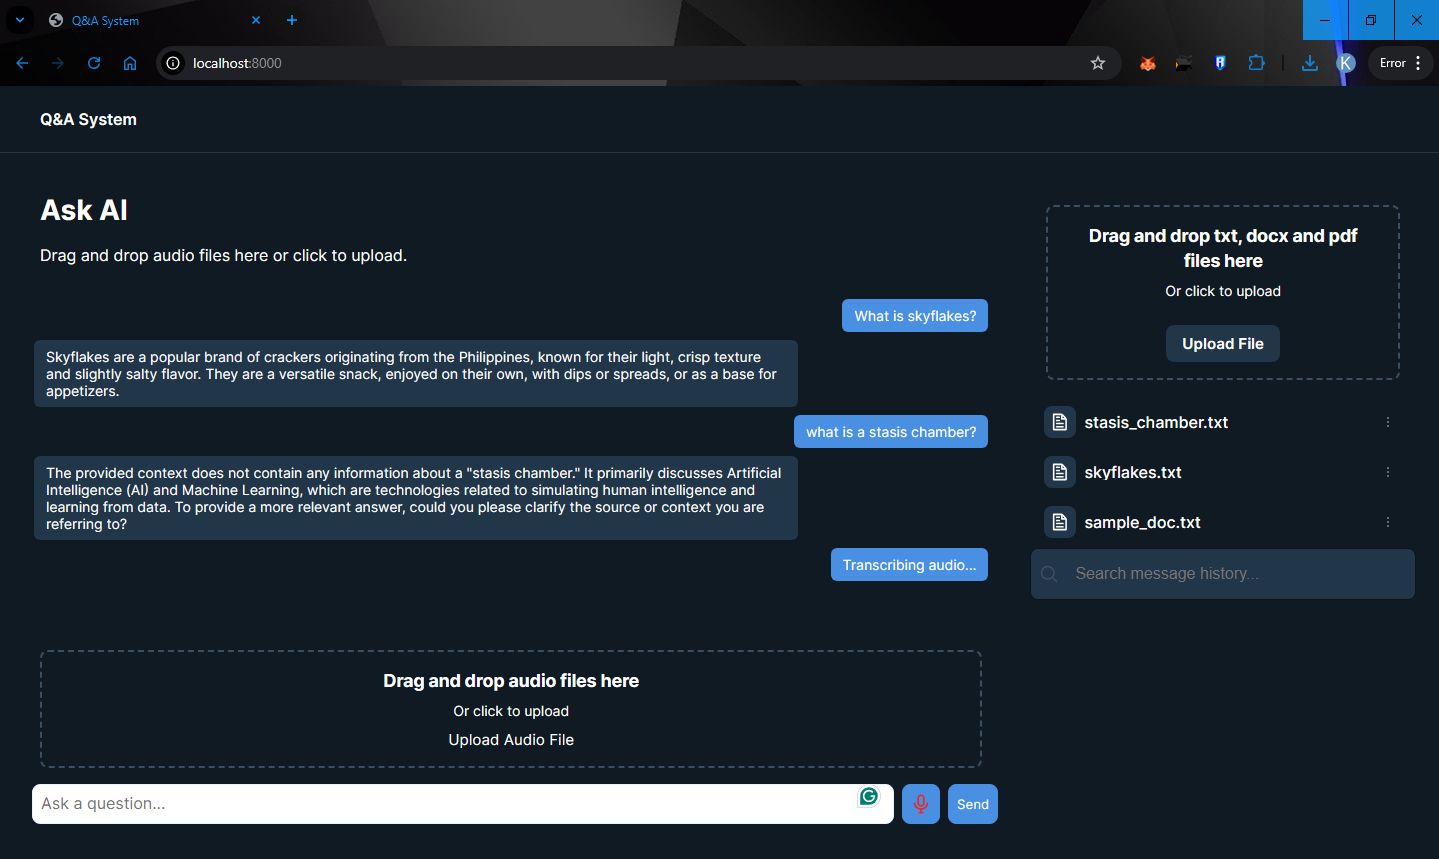 Q&A System
localhost:8000
K
Error
Q&A System
Ask AI
Drag and drop audio files here or click to upload.
What is skyflakes?
Skyflakes are a popular brand of crackers originating from the Philippines, known for their light, crisp texture
and slightly salty flavor. They are a versatile snack, enjoyed on their own, with dips or spreads, or as a base for
appetizers.
what is a stasis chamber?
The provided context does not contain any information about a "stasis chamber." It primarily discusses Artificial
Intelligence (AI) and Machine Learning, which are technologies related to simulating human intelligence and
learning from data. To provide a more relevant answer, could you please clarify the source or context you are
referring to?
Transcribing audio...
Drag and drop audio files here
Or click to upload
Upload Audio File
Ask a question...
Send
Drag and drop txt, docx and pdf
files here
Or click to upload
Upload File
stasis_chamber.txt
skyflakes.txt
sample_doc.txt
Search message history...